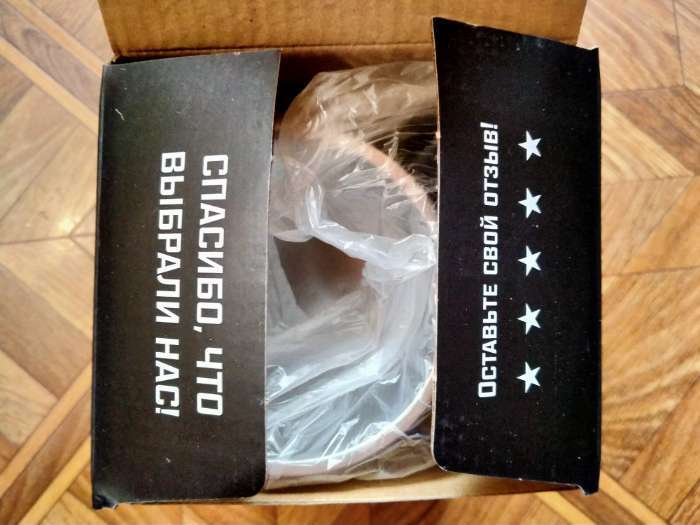 СПАСИБО, ЧТО
ВЫБРАЛИ НАС!
ОСТАВЬТЕ СВОЙ ОТЗЫВ!